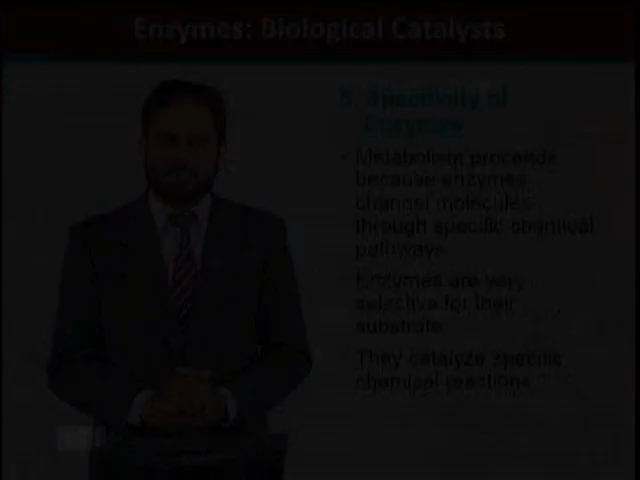 Enzymes: Biological Catalysts
5. Specificity of
Enzymes
• Metabolism proceeds
because enzymes
channel molecules
through specific chemical
pathways
Enzymes are very
selective for their
substrate
They catalyze specific
chemical reactions